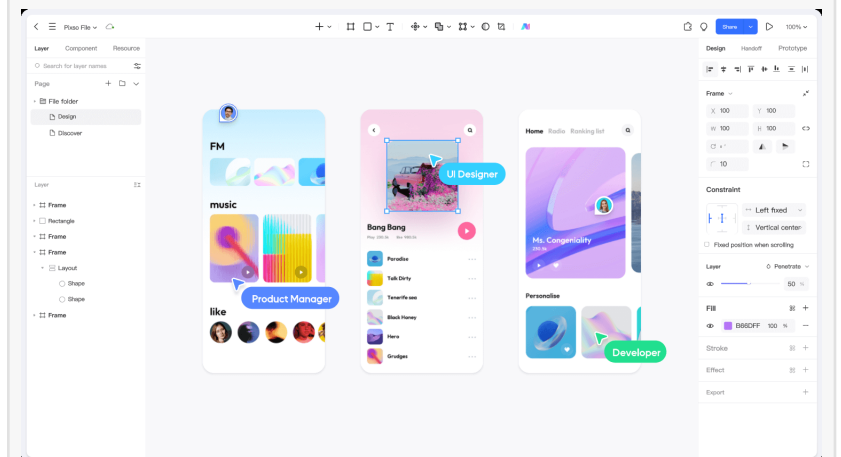 Pixso File
Share
100%
Layer Component Resource
Search for layer names
Page
File folder
Design
Discover
Layer
Frame
Rectangle
Frame
Frame
Layout
Shape
Shape
Frame
FM
music
Product Manager
like
UI Designer
Bang Bang
Paradise
Talk Dirty
Tenerife sea
Black Honey
Hero
Grudges
Home Radio Ranking list
Ms. Congeniality
Personalise
Developer
Design Handoff Prototype
Frame
X 100 Y 100
W 100 H 100
10
Constraint
Left fixed
Vertical center
Fixed position when scrolling
Layer Penetrate
50 %
Fill
B66DFF 100 %
Stroke
Effect
Export